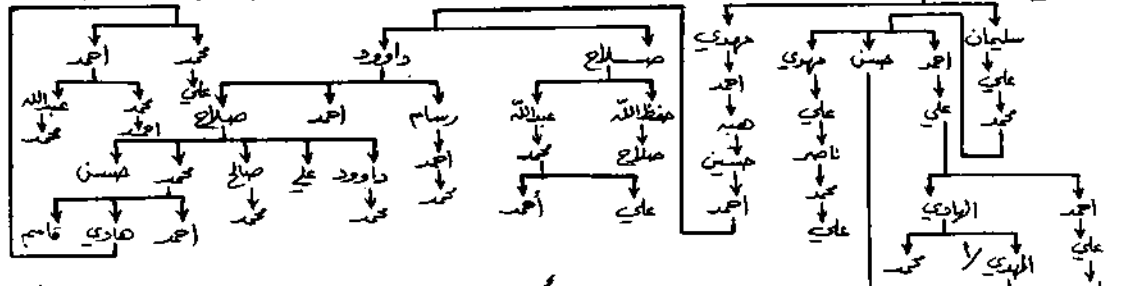 سليمان
مهدي
حسن
احمد
مهدي
صلاح
داوود
محمد
احمد
علي
محمد
علي
علي
احمد
حفظ الله
عبدالله
رسام
احمد
صلاح
علي
محمد
عبدالله
احمد
محمد
ناصر
هبه
حسين
صلاح
محمد
احمد
محمد
داوود
علي
صالح
محمد
حسن
محمد
علي
احمد
علي
أحمد
محمد
محمد
احمد
هادي
قاسم
احمد
الهادي
علي
المهدي
محمد